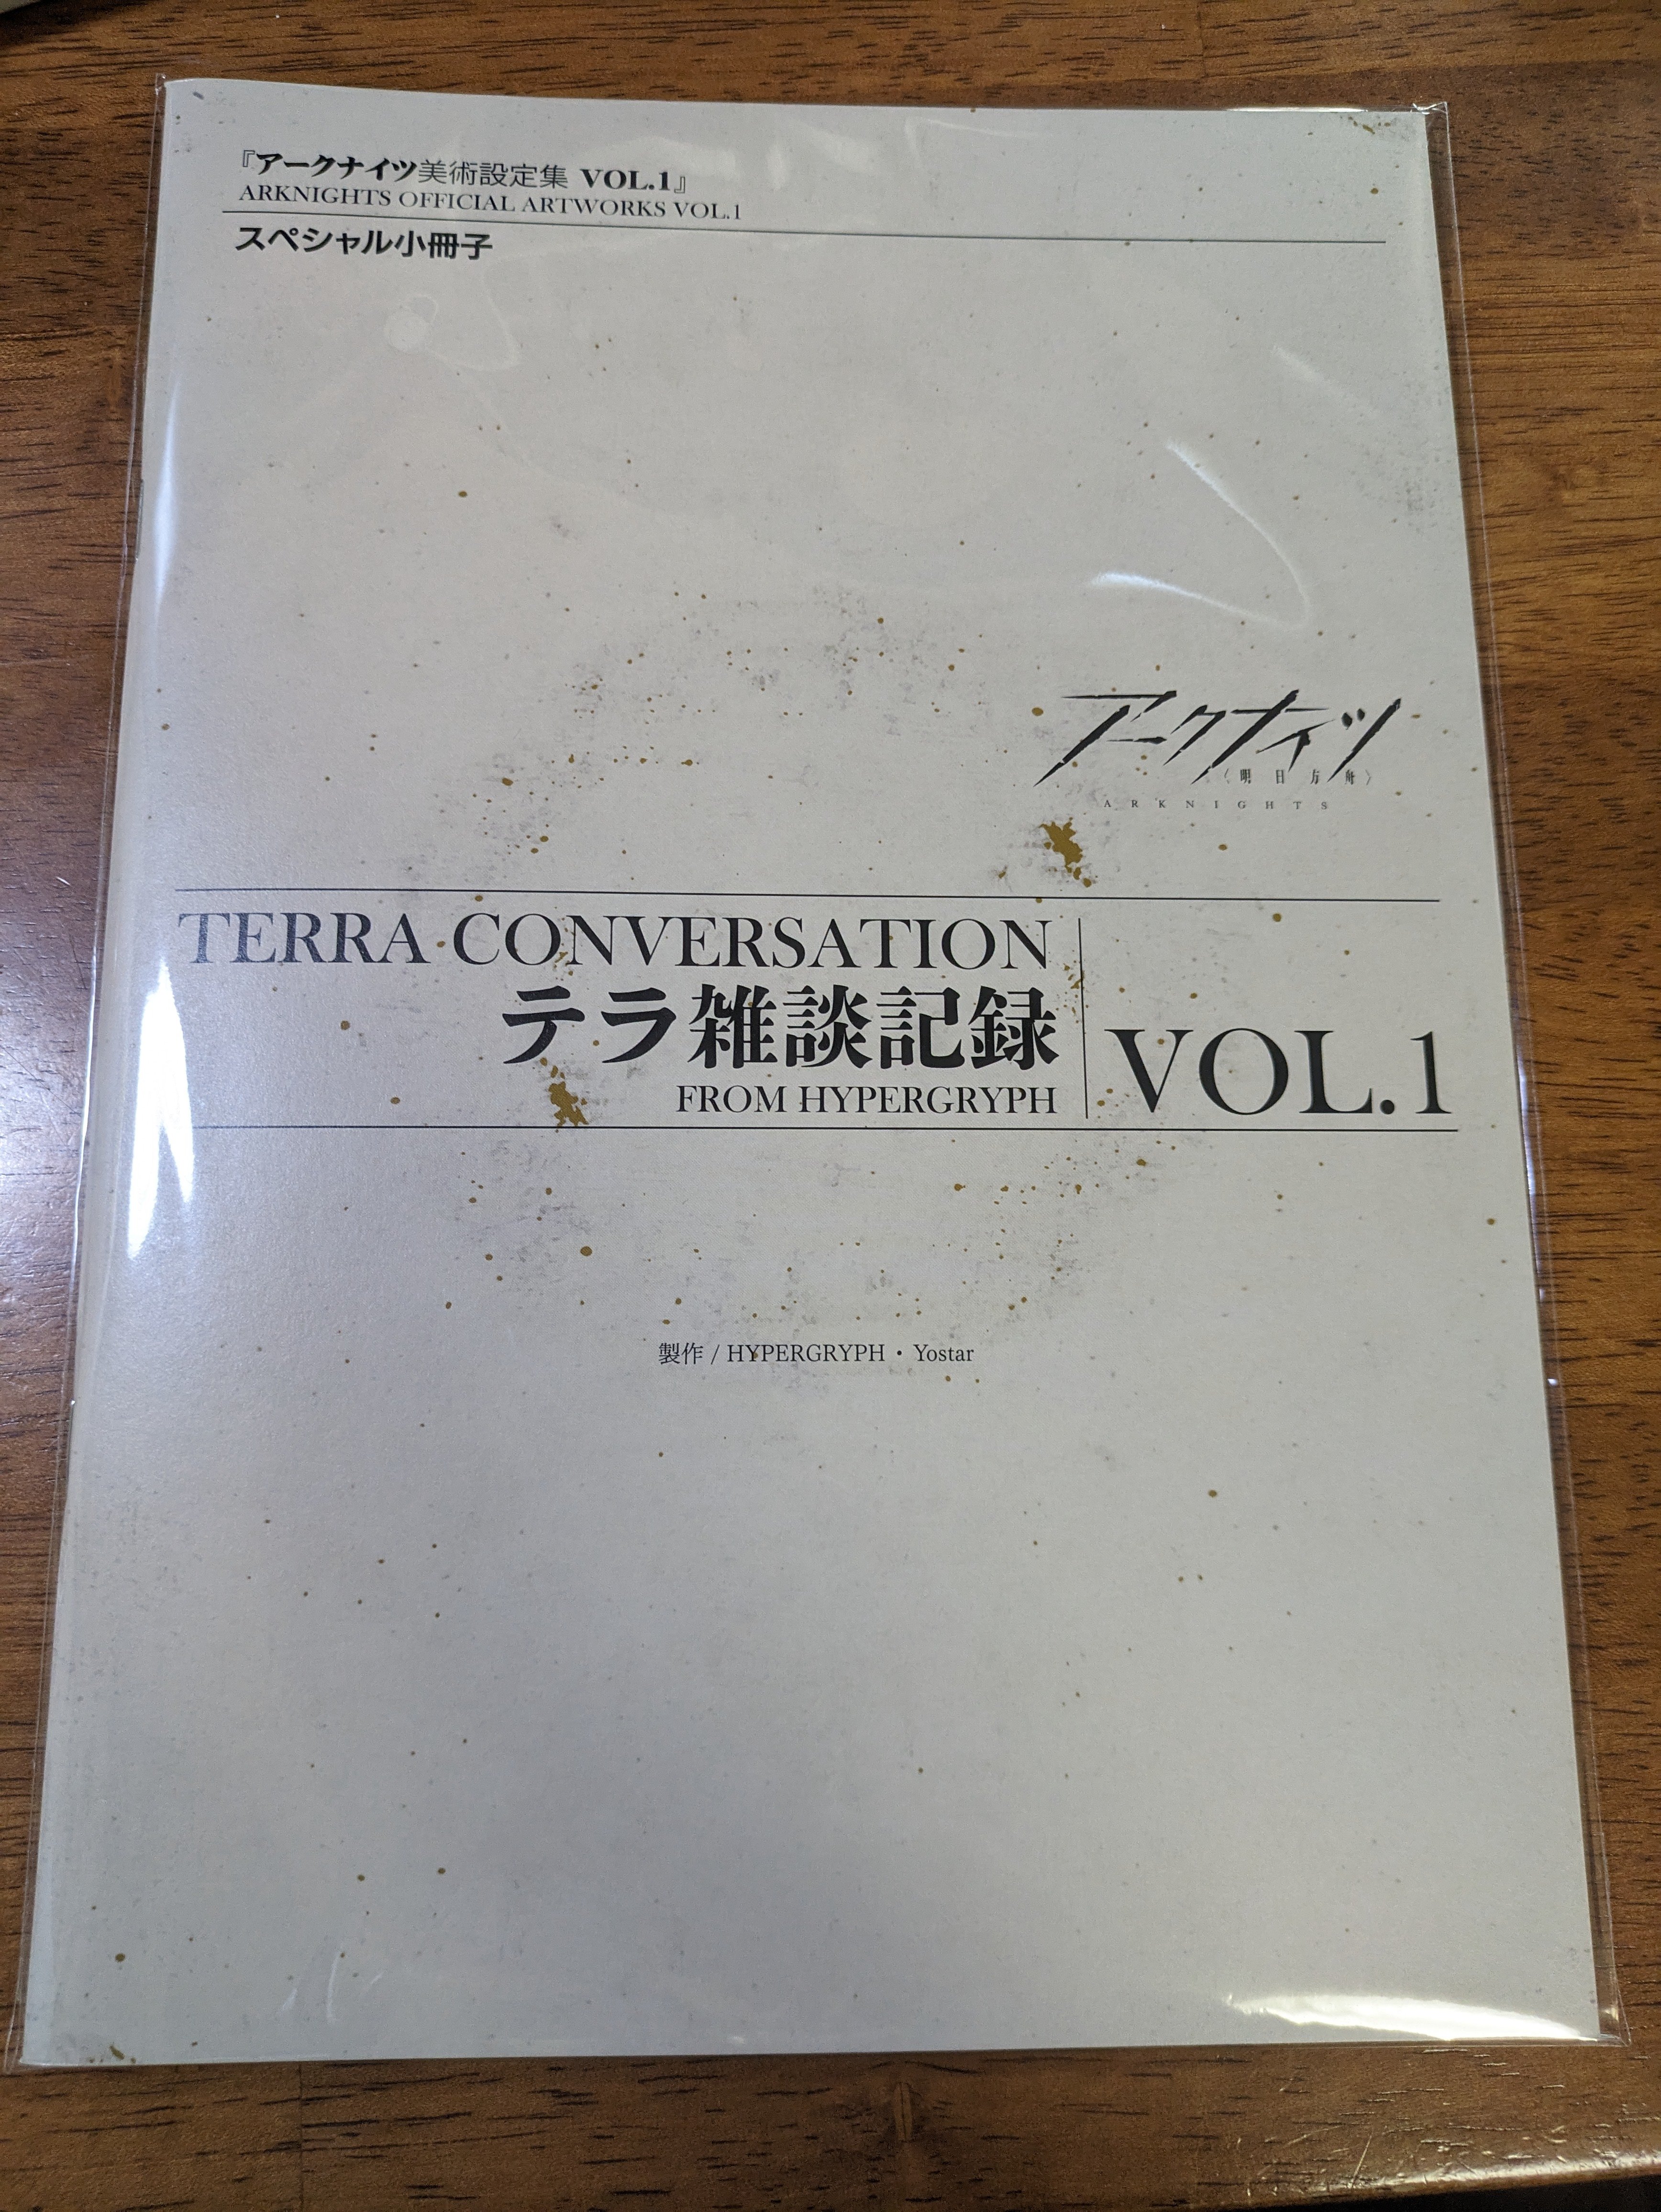 『アークナイツ美術設定集 VOL.1』
ARKNIGHTS OFFICIAL ARTWORKS VOL.1
スペシャル小冊子
アークナイツ
〈明日方舟〉
ARKNIGHTS
TERRA CONVERSATION
テラ雑談記録
FROM HYPERGRYPH
VOL.1
製作 / HYPERGRYPH・Yostar